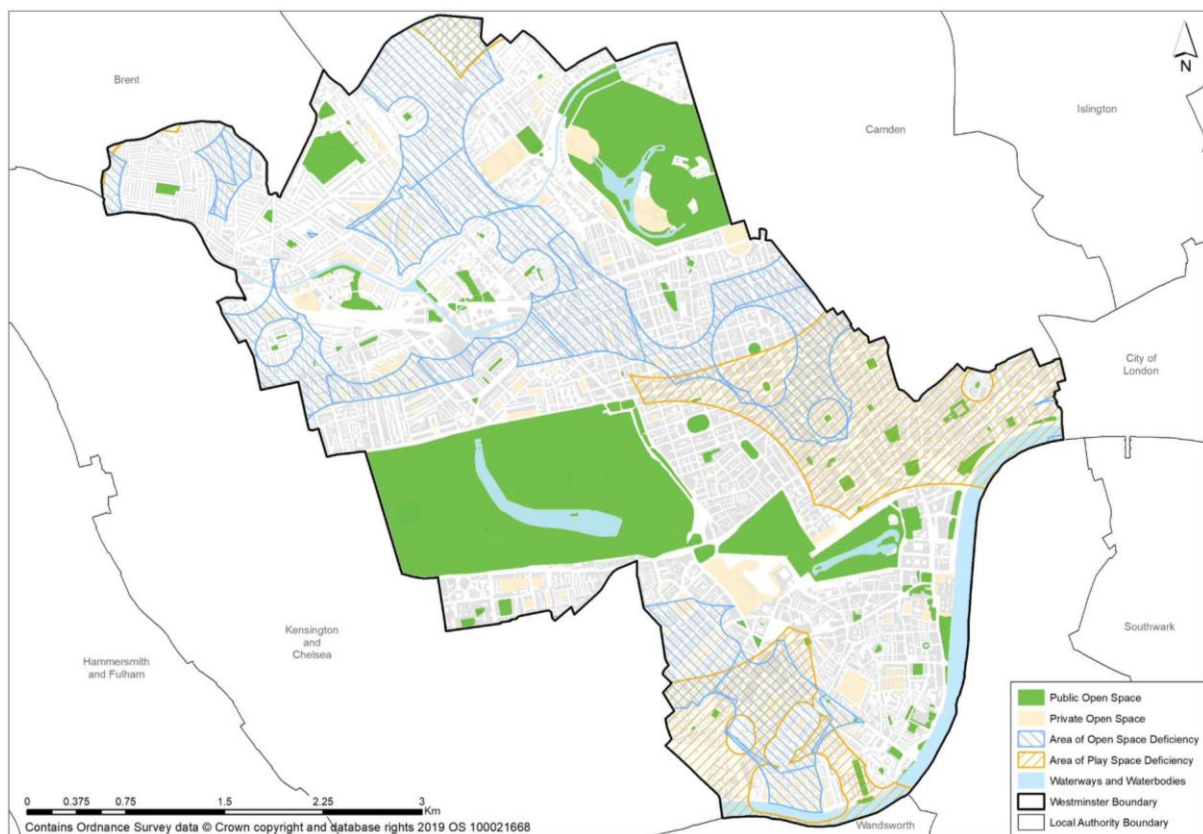 N
Brent
Islington
Camden
City of
London
Kensington
and
Chelsea
Hammersmith
and Fulham
Southwark
Wandsworth
Public Open Space
Private Open Space
Area of Open Space Deficiency
Area of Play Space Deficiency
Waterways and Waterbodies
Westminster Boundary
Local Authority Boundary
0 0.375 0.75 1.5 2.25 3
Km
Contains Ordnance Survey data © Crown copyright and database rights 2019 OS 100021668